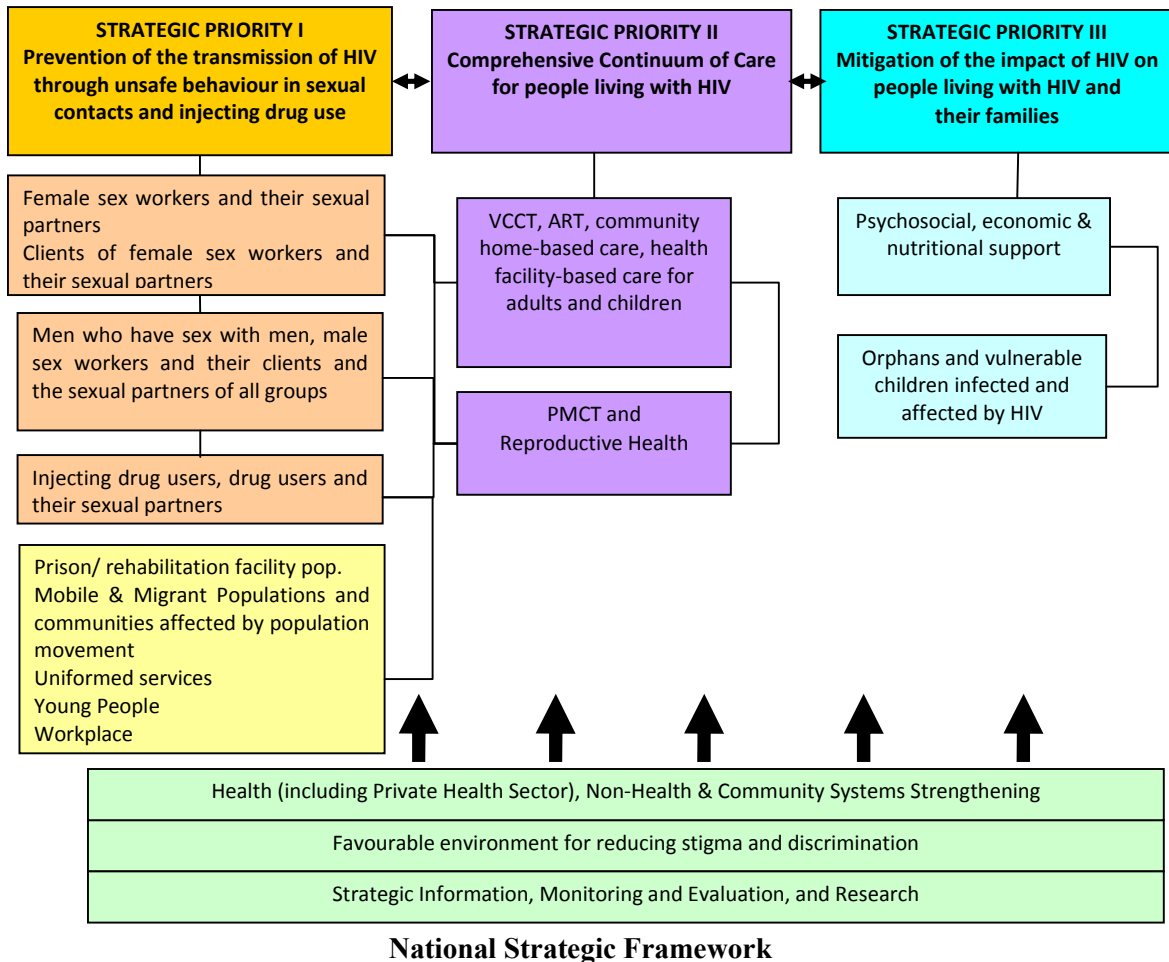 STRATEGIC PRIORITY I
Prevention of the transmission of HIV
through unsafe behaviour in sexual
contacts and injecting drug use
STRATEGIC PRIORITY II
Comprehensive Continuum of Care
for people living with HIV
STRATEGIC PRIORITY III
Mitigation of the impact of HIV on
people living with HIV and
their families
Female sex workers and their sexual
partners
Clients of female sex workers and
their sexual partners
Men who have sex with men, male
sex workers and their clients and
the sexual partners of all groups
Injecting drug users, drug users and
their sexual partners
Prison/ rehabilitation facility pop.
Mobile & Migrant Populations and
communities affected by population
movement
Uniformed services
Young People
Workplace
VCCT, ART, community
home-based care, health
facility-based care for
adults and children
PMCT and
Reproductive Health
Psychosocial, economic &
nutritional support
Orphans and vulnerable
children infected and
affected by HIV
Health (including Private Health Sector), Non-Health & Community Systems Strengthening
Favourable environment for reducing stigma and discrimination
Strategic Information, Monitoring and Evaluation, and Research
National Strategic Framework